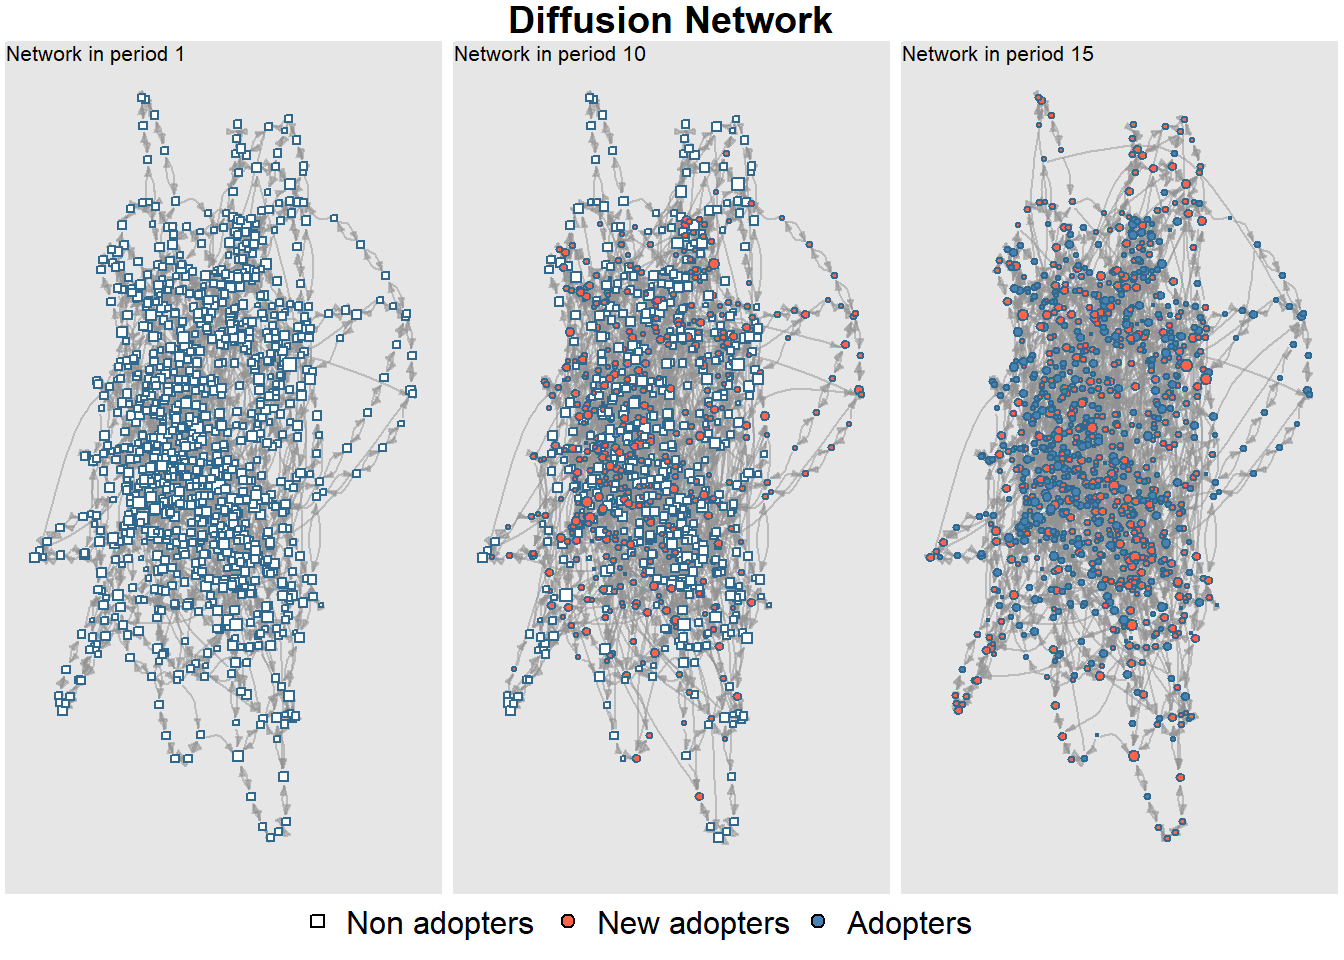 Diffusion Network
Network in period 1
Network in period 10
Network in period 15
Non adopters
New adopters
Adopters